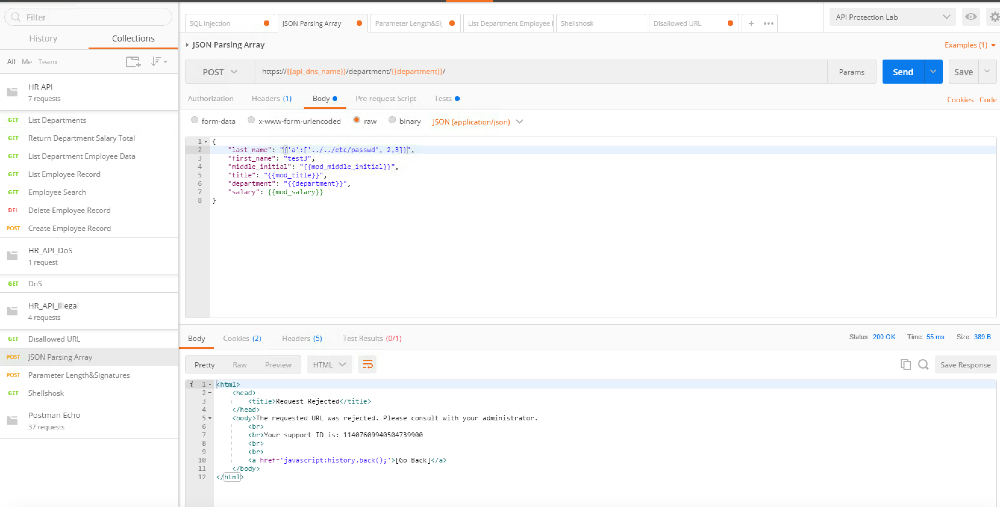 Filter
History
Collections
All Me Team
HR API
7 requests
GET List Departments
GET Return Department Salary Total
GET List Department Employee Data
GET List Employee Record
GET Employee Search
DEL Delete Employee Record
POST Create Employee Record
HR_API_DoS
1 request
GET DoS
HR_API_Illegal
4 requests
GET Disallowed URL
POST JSON Parsing Array
POST Parameter Length&Signatures
GET Shellshosk
Postman Echo
37 requests
SQL Injection
JSON Parsing Array
Parameter Length&Si
List Department Employee
Shellshosk
Disallowed URL
+
•••
API Protection Lab
JSON Parsing Array
Examples (1)
POST
https://{{api_dns_name}}/department/{{department}}/
Params
Send
Save
Authorization
Headers (1)
Body
Pre-request Script
Tests
Cookies
Code
form-data
x-www-form-urlencoded
raw
binary
JSON (application/json)
1 {
2 "last_name": "{'a':['../../etc/passwd', 2,3]}",
3 "first_name": "test3",
4 "middle_initial": "{{mod_middle_initial}}",
5 "title": "{{mod_title}}",
6 "department": "{{department}}",
7 "salary": {{mod_salary}}
8 }
Body
Cookies (2)
Headers (5)
Test Results (0/1)
Status: 200 OK
Time: 55 ms
Size: 389 B
Pretty
Raw
Preview
HTML
Save Response
i 1 <html>
2 <head>
3 <title>Request Rejected</title>
4 </head>
5 <body>The requested URL was rejected. Please consult with your administrator.
6 <br>
7 <br>Your support ID is: 11407609940504739900
8 <br>
9 <br>
10 <a href='javascript:history.back();'>[Go Back]</a>
11 </body>
12 </html>